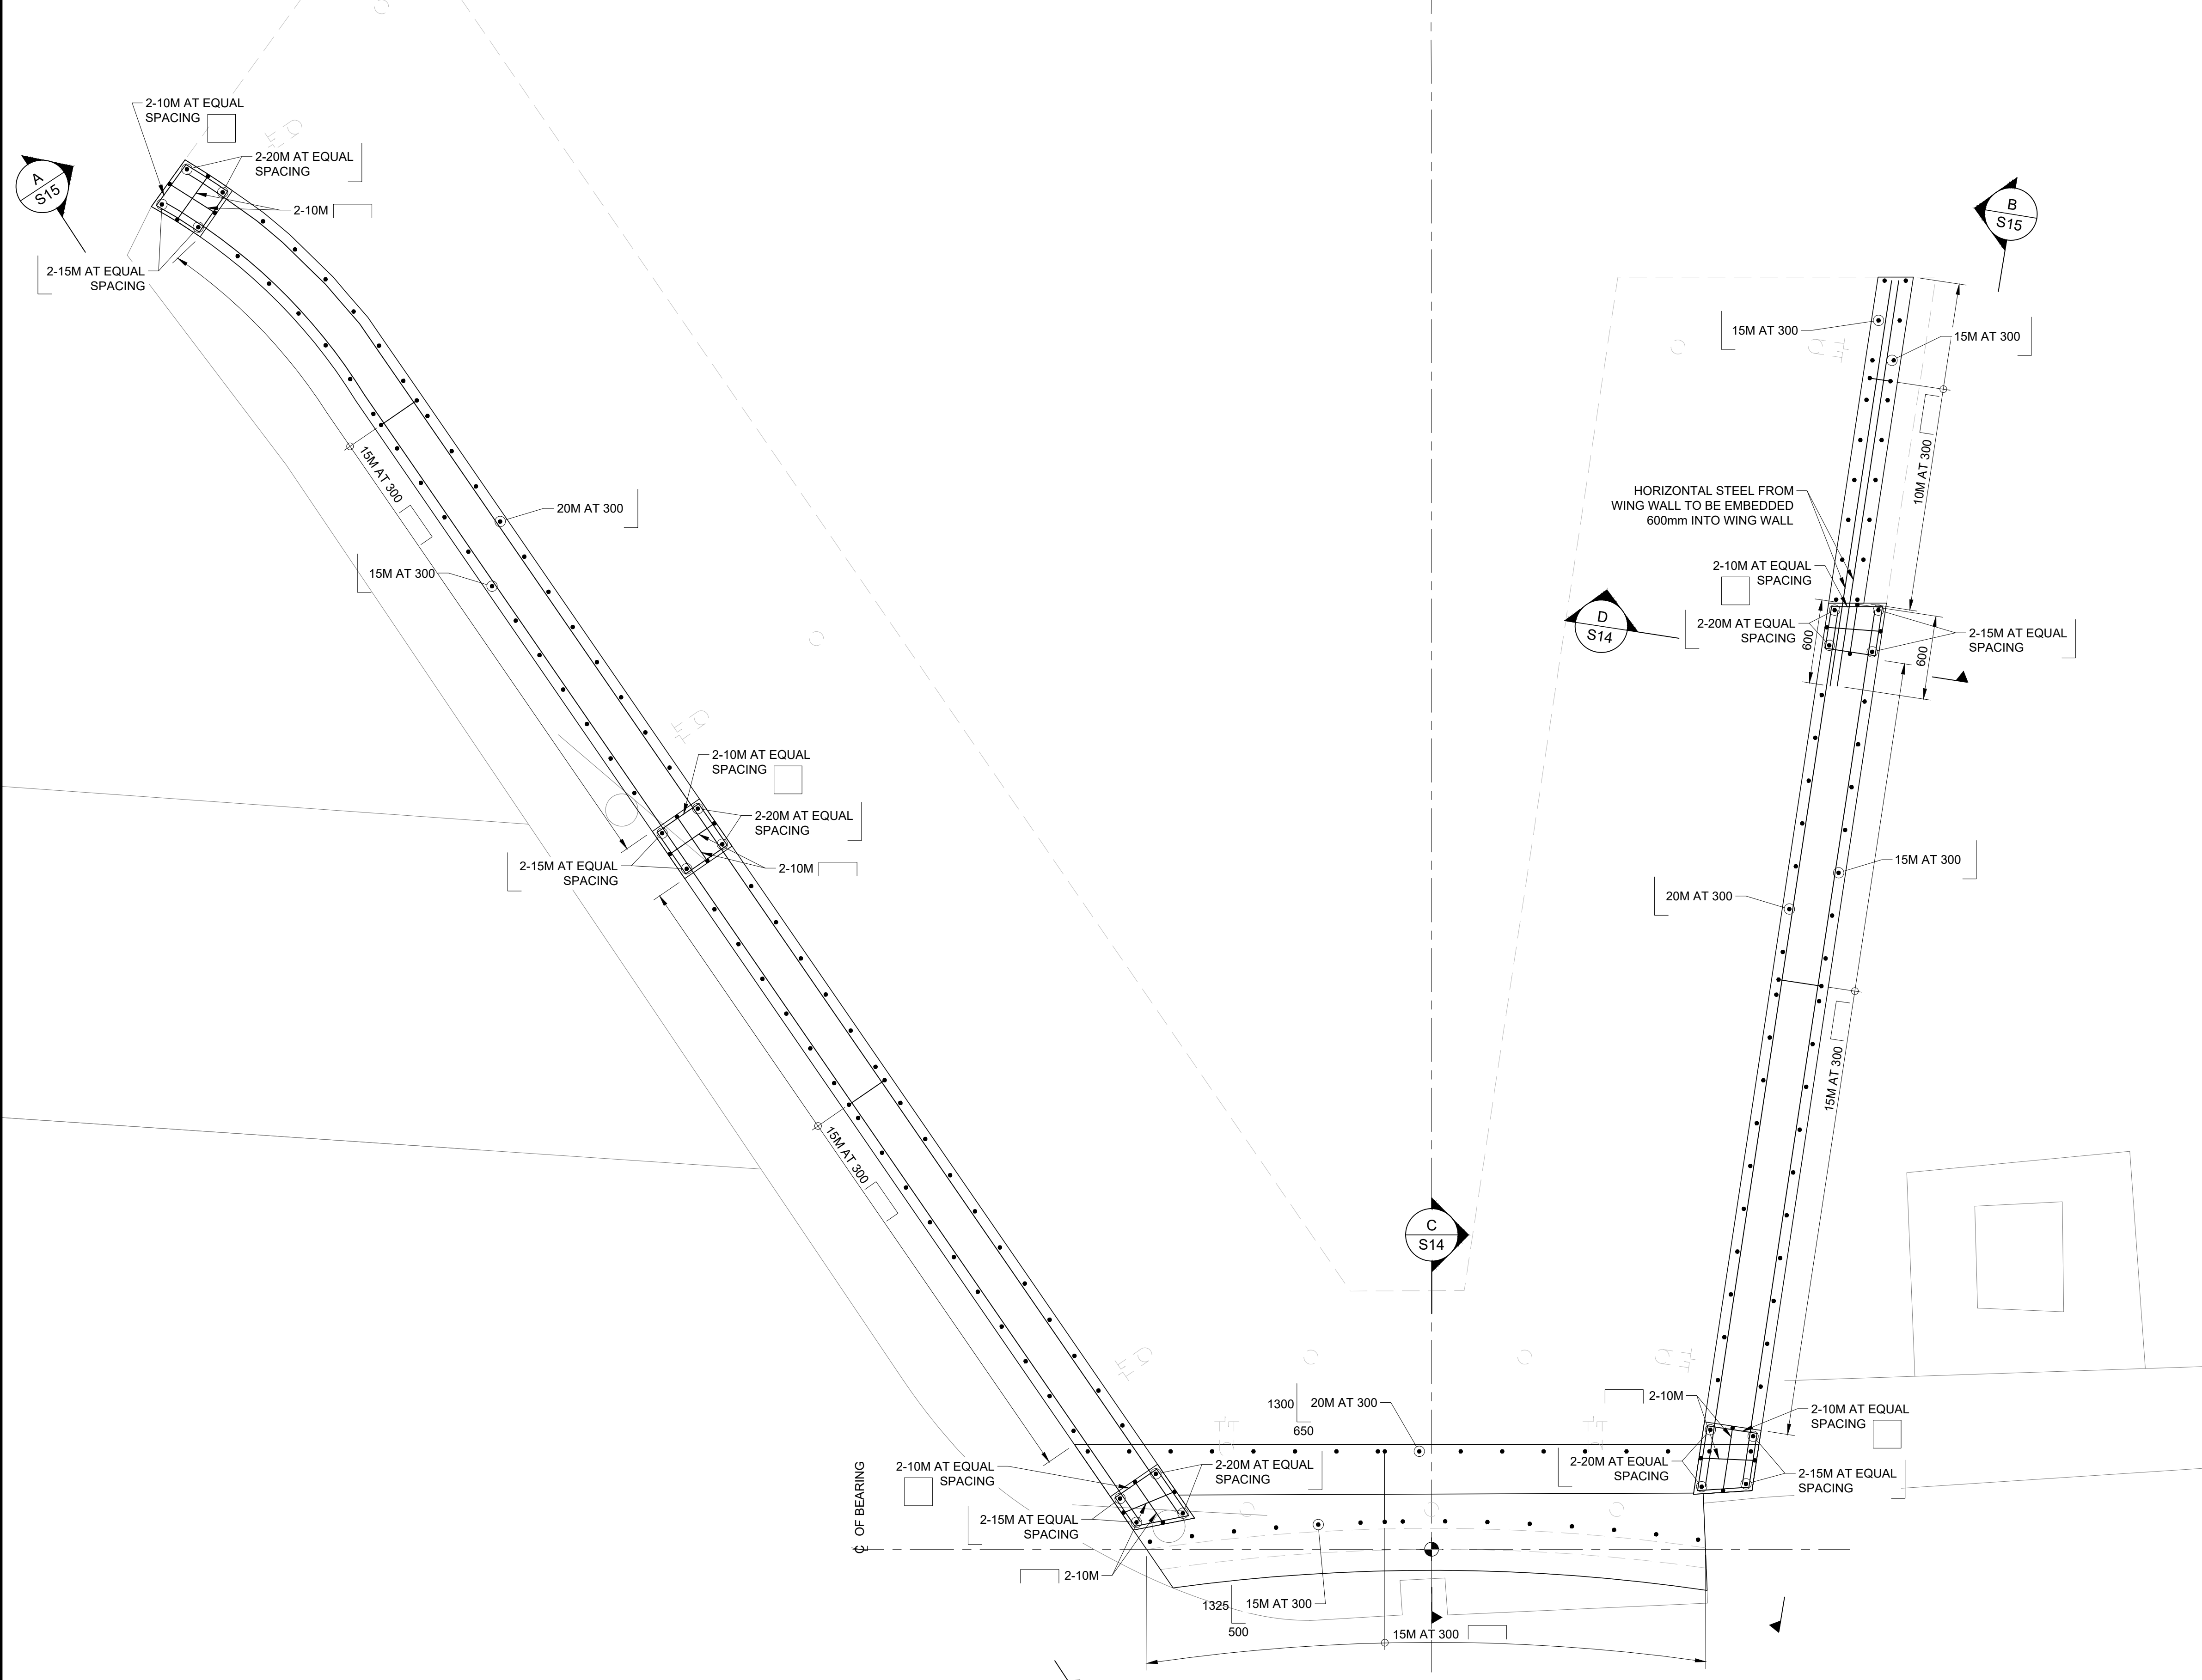 2-10M AT EQUAL
SPACING
2-20M AT EQUAL
SPACING
A
S15
2-10M
2-15M AT EQUAL
SPACING
B
S15
15M AT 300
15M AT 300
10M AT 300
15M AT 300
20M AT 300
15M AT 300
HORIZONTAL STEEL FROM
WING WALL TO BE EMBEDDED
600mm INTO WING WALL
2-10M AT EQUAL
SPACING
D
S14
2-20M AT EQUAL
SPACING
600
2-15M AT EQUAL
SPACING
600
2-10M AT EQUAL
SPACING
2-20M AT EQUAL
SPACING
2-15M AT EQUAL
SPACING
2-10M
15M AT 300
20M AT 300
15M AT 300
15M AT 300
C
S14
1300
20M AT 300
650
2-10M
2-10M AT EQUAL
SPACING
2-10M AT EQUAL
SPACING
2-20M AT EQUAL
SPACING
2-20M AT EQUAL
SPACING
2-15M AT EQUAL
SPACING
2-15M AT EQUAL
SPACING
℄ OF BEARING
2-10M
1325
15M AT 300
500
15M AT 300